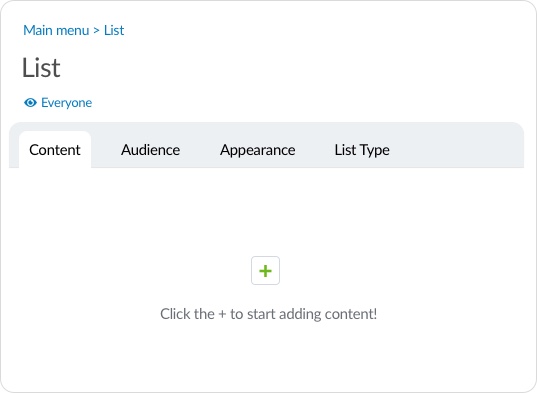 Main menu > List
List
Everyone
Content Audience Appearance List Type
Click the + to start adding content!